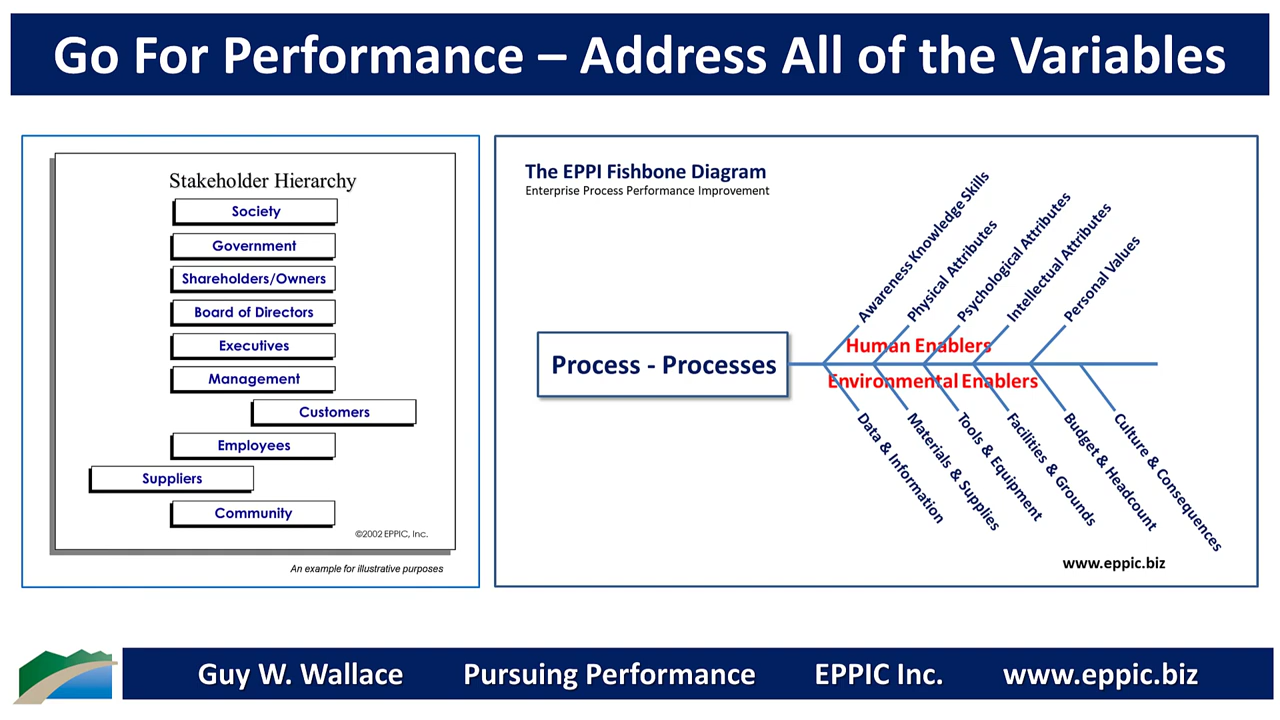 Go For Performance – Address All of the Variables
Stakeholder Hierarchy
Society
Government
Shareholders/Owners
Board of Directors
Executives
Management
Customers
Employees
Suppliers
Community
©2002 EPPIC, Inc.
An example for illustrative purposes
The EPPI Fishbone Diagram
Enterprise Process Performance Improvement
Awareness Knowledge Skills
Physical Attributes
Psychological Attributes
Intellectual Attributes
Personal Values
Human Enablers
Process - Processes
Environmental Enablers
Data & Information
Materials & Supplies
Tools & Equipment
Facilities & Grounds
Budget & Headcount
Culture & Consequences
www.eppic.biz
Guy W. Wallace Pursuing Performance EPPIC Inc. www.eppic.biz